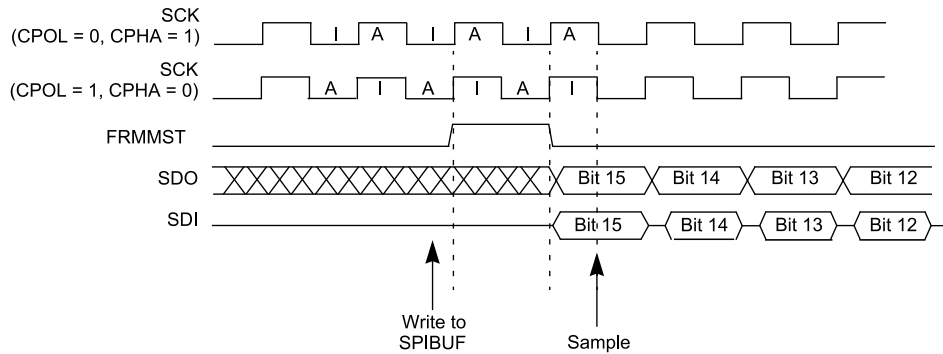 SCK
(CPOL = 0, CPHA = 1)
I A I A I A
SCK
(CPOL = 1, CPHA = 0)
A I A I A I
FRMMST
SDO
Bit 15 Bit 14 Bit 13 Bit 12
SDI
Bit 15 Bit 14 Bit 13 Bit 12
Write to
SPIBUF
Sample